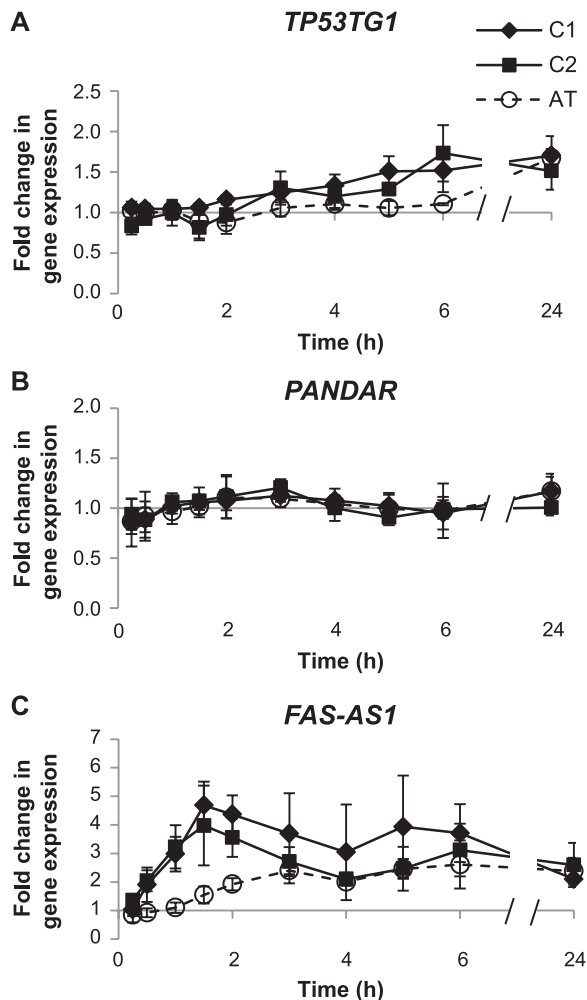 A
TP53TG1
C1
C2
AT
Fold change in
gene expression
2.5
2.0
1.5
1.0
0.5
0.0
0 2 4 6 24
Time (h)
B
PANDAR
Fold change in
gene expression
2.0
1.5
1.0
0.5
0.0
0 2 4 6 24
Time (h)
C
FAS-AS1
Fold change in
gene expression
7
6
5
4
3
2
1
0
0 2 4 6 24
Time (h)